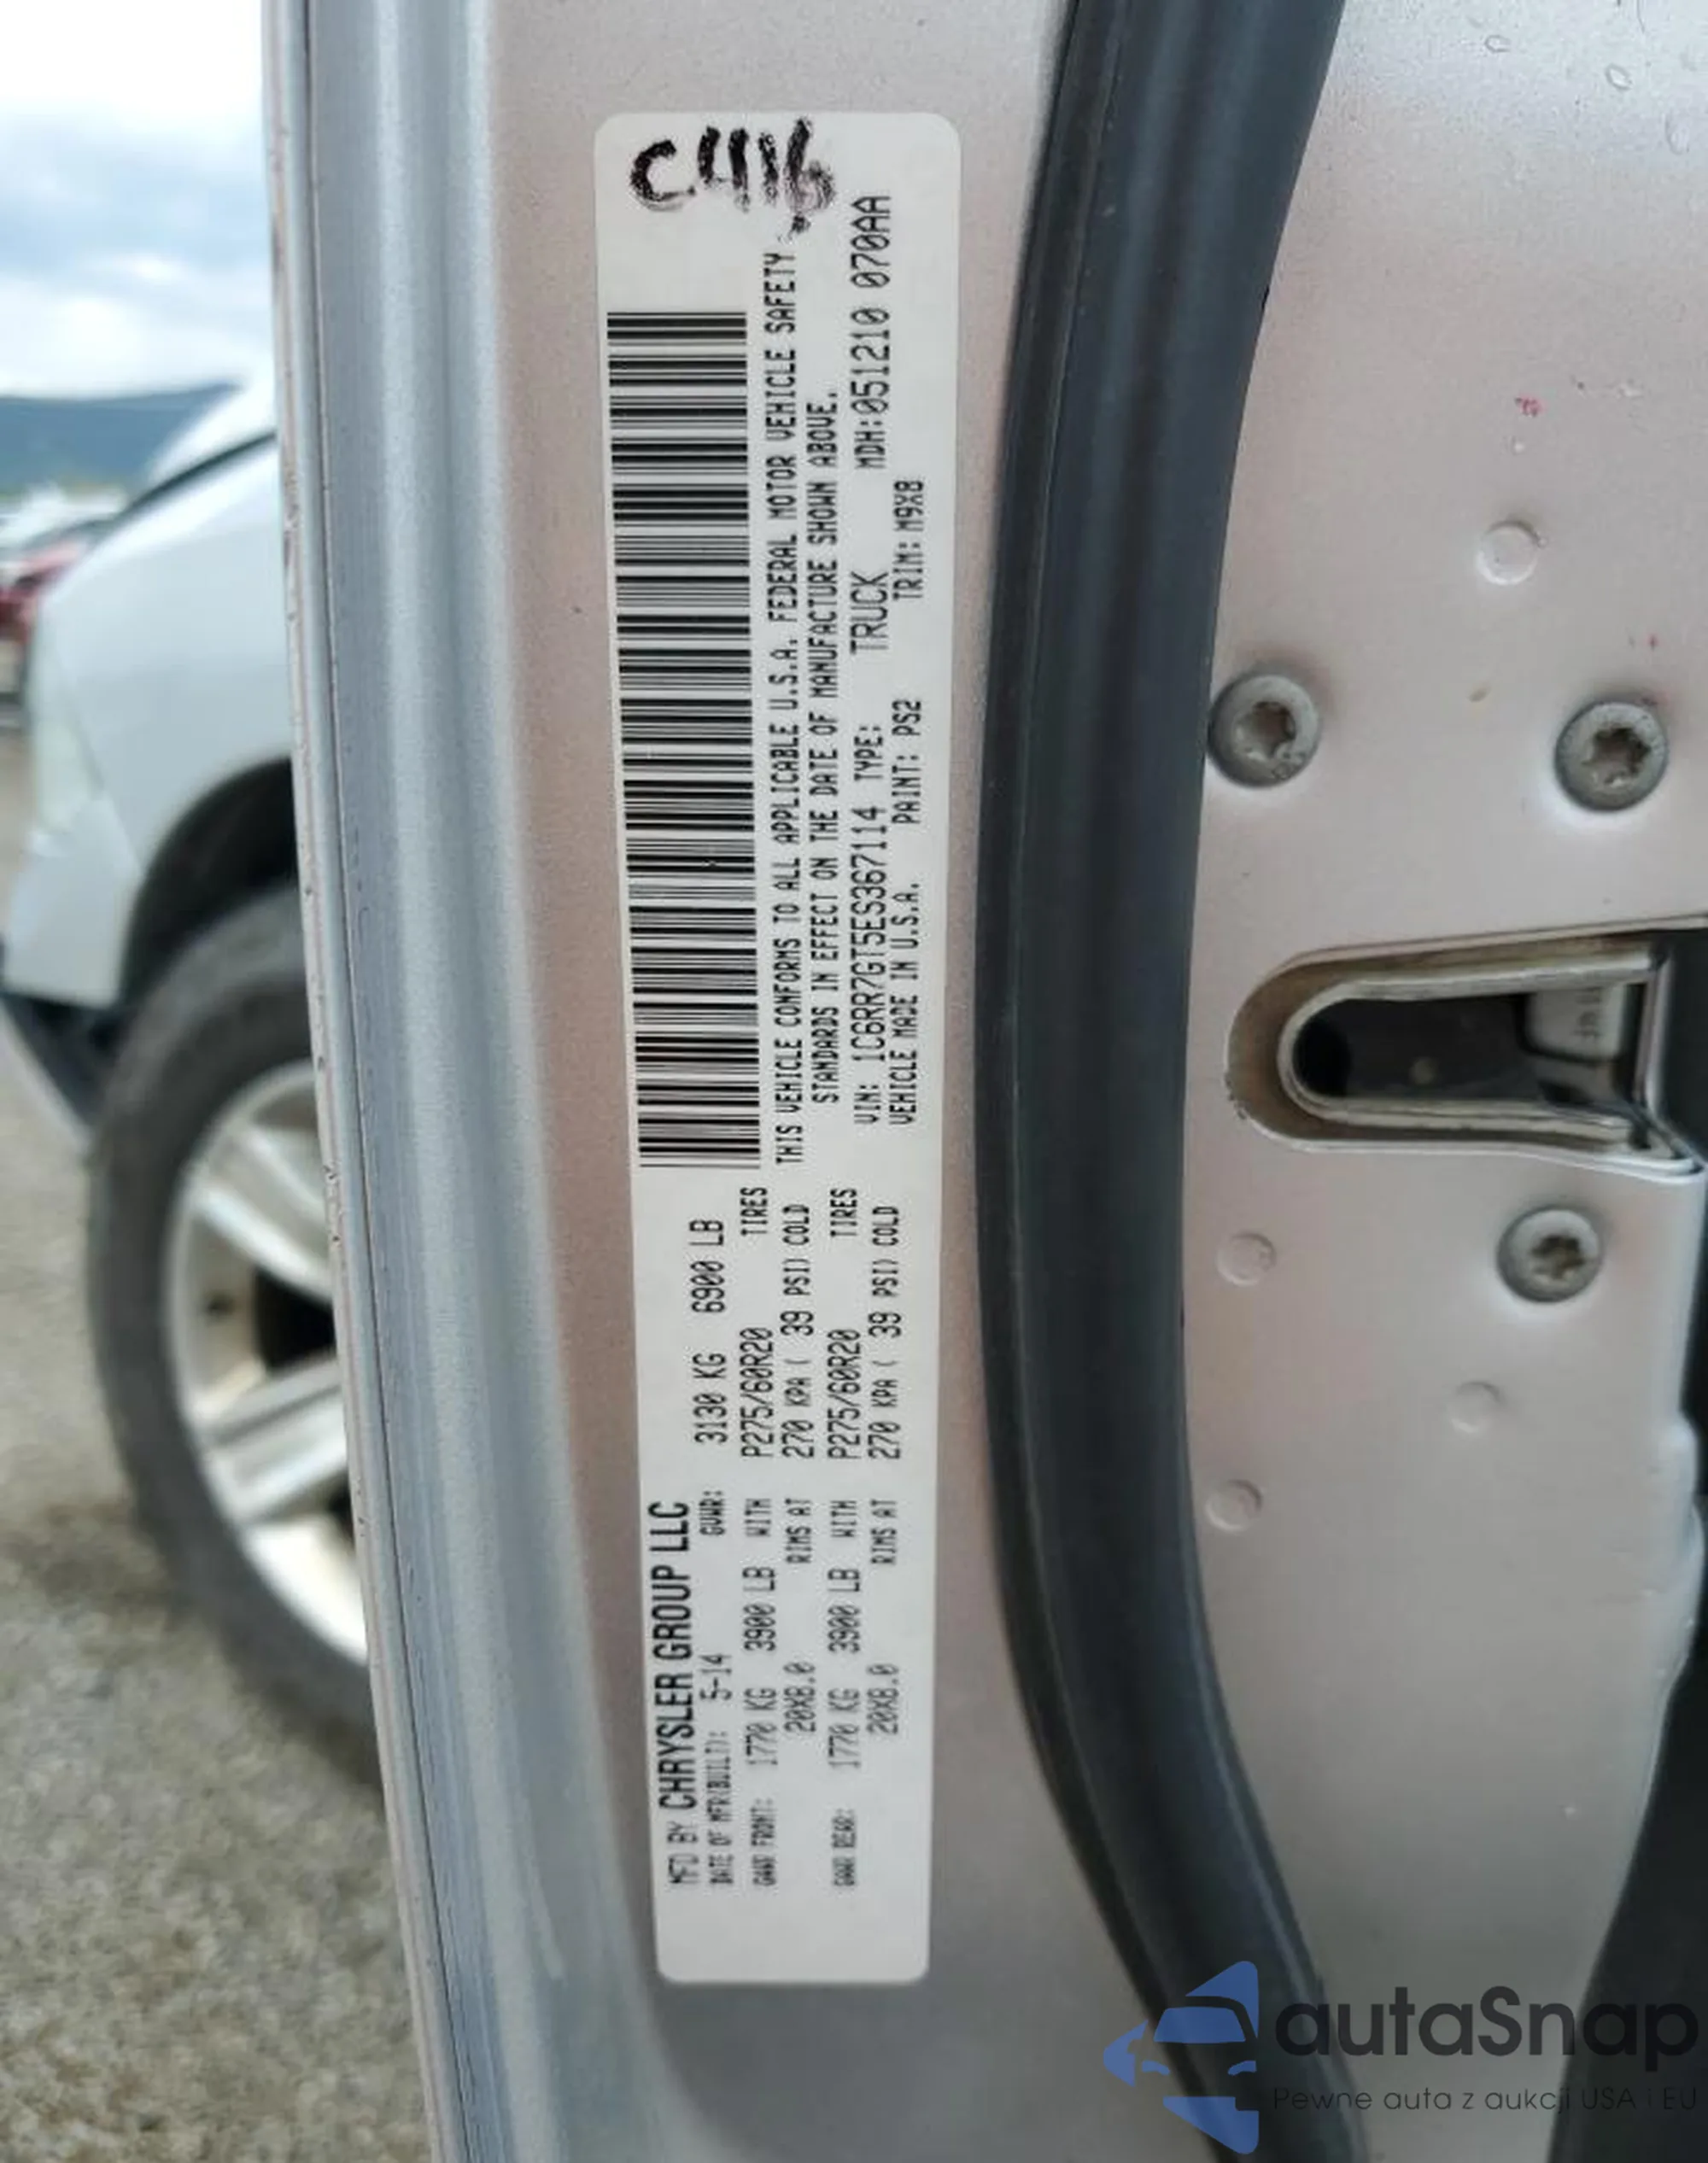 C416
MFD BY CHRYSLER GROUP LLC
DATE OF MFR(BUILT): 5-14 GVWR: 3130 KG 6900 LB
GAWR FRONT: 1770 KG 3900 LB WITH P275/60R20 TIRES
20X8.0 RIMS AT 270 KPA ( 39 PSI) COLD
GAWR REAR: 1770 KG 3900 LB WITH P275/60R20 TIRES
20X8.0 RIMS AT 270 KPA ( 39 PSI) COLD
THIS VEHICLE CONFORMS TO ALL APPLICABLE U.S.A. FEDERAL MOTOR VEHICLE SAFETY
STANDARDS IN EFFECT ON THE DATE OF MANUFACTURE SHOWN ABOVE.
VIN: 1C6RR7GT5ES367114 TYPE: TRUCK MDH:051210 070AA
VEHICLE MADE IN U.S.A. PAINT: PS2 TRIM: M9X8
autaSnap
Pewne auta z aukcji USA i EU